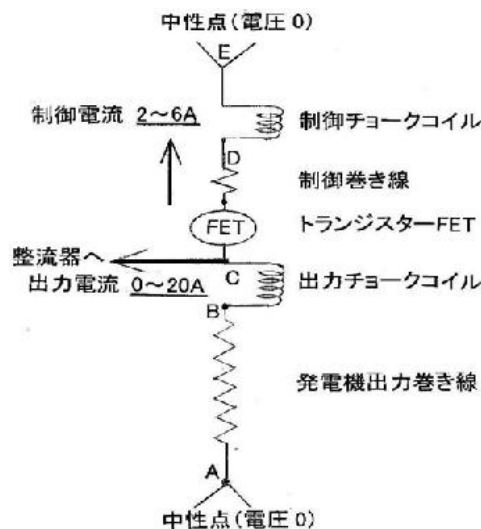 中性点(電圧0)
E
制御電流 2〜6A
制御チョークコイル
D
制御巻き線
FET
トランジスターFET
整流器へ
C
出力電流 0〜20A
出力チョークコイル
B
発電機出力巻き線
A
中性点(電圧0)